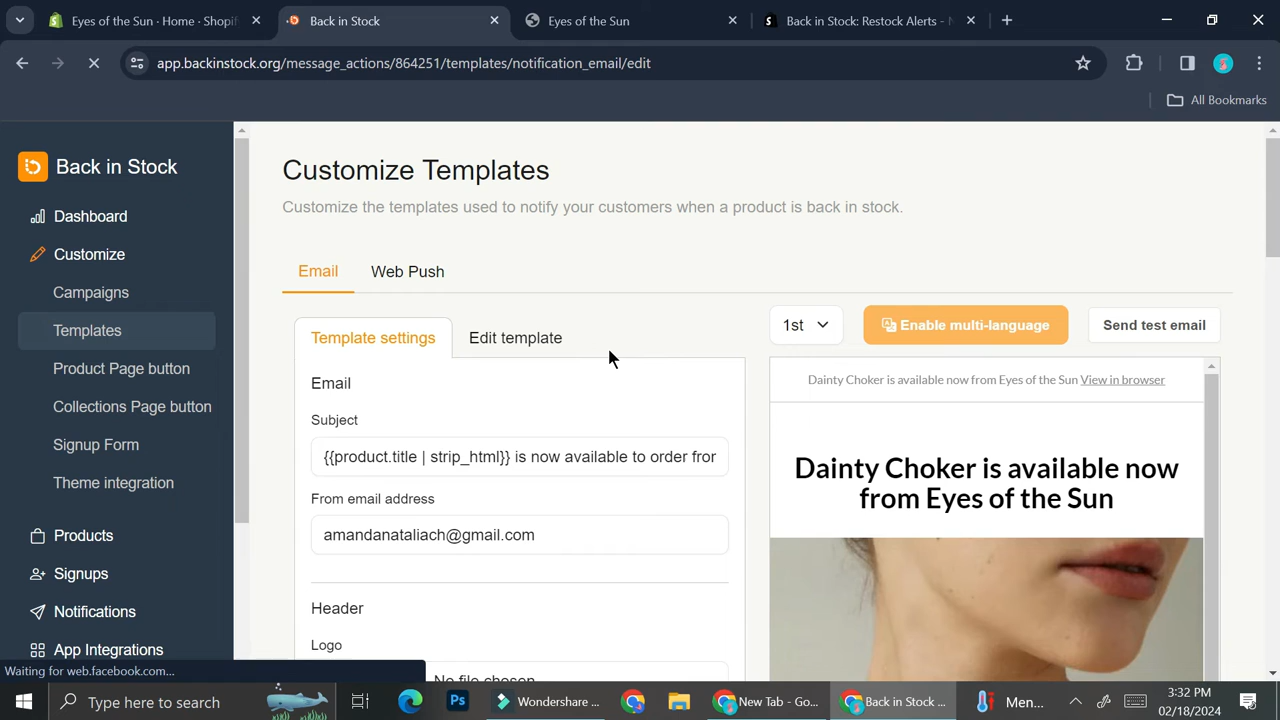 Eyes of the Sun · Home · Shopif
Back in Stock
Eyes of the Sun
Back in Stock: Restock Alerts - N
app.backinstock.org/message_actions/864251/templates/notification_email/edit
All Bookmarks
Back in Stock
Dashboard
Customize
Campaigns
Templates
Product Page button
Collections Page button
Signup Form
Theme integration
Products
Signups
Notifications
App Integrations
Customize Templates
Customize the templates used to notify your customers when a product is back in stock.
Email
Web Push
Template settings
Edit template
1st
Enable multi-language
Send test email
Email
Subject
{{product.title | strip_html}} is now available to order fror
From email address
amandanataliach@gmail.com
Header
Logo
No file chosen
Dainty Choker is available now from Eyes of the Sun View in browser
Dainty Choker is available now
from Eyes of the Sun
Waiting for web.facebook.com...
Type here to search
Ps
Wondershare ...
New Tab - Go...
Back in Stock ...
Men...
3:32 PM
02/18/2024